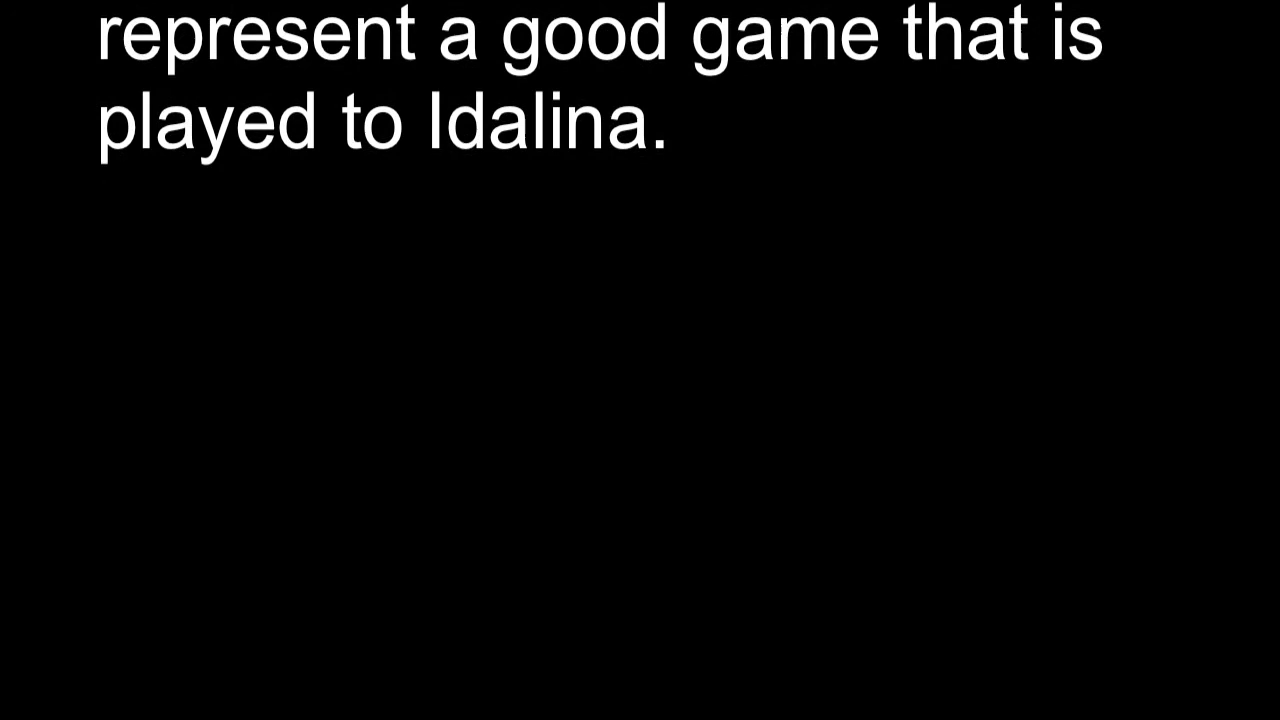 represent a good game that is
played to Idalina.